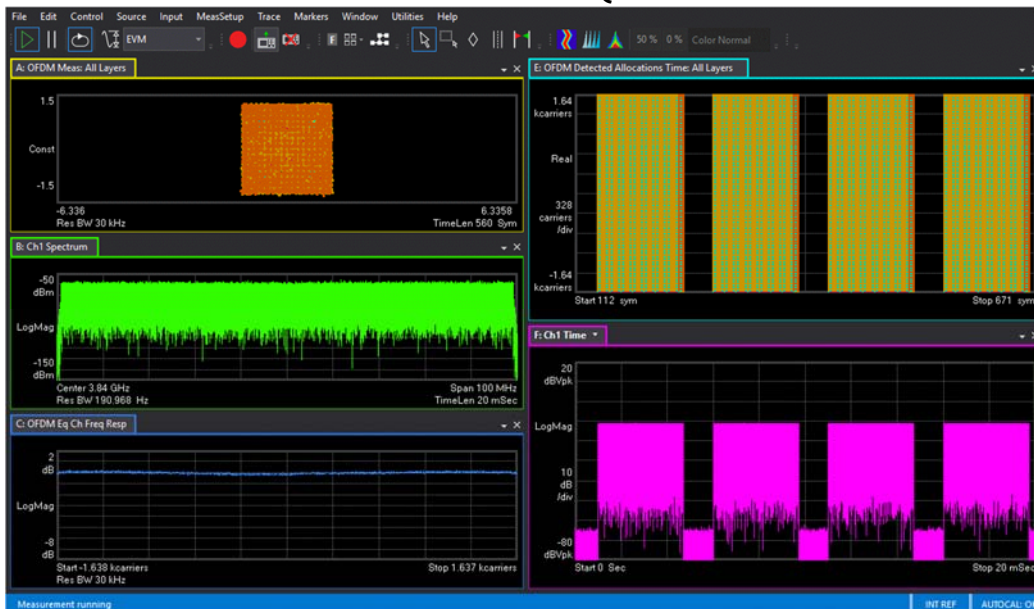 File Edit Control Source Input MeasSetup Trace Markers Window Utilities Help
EVM
50 % 0 % Color Normal
A: OFDM Meas: All Layers
1.5
Const
-1.5
-6.336 6.3358
Res BW 30 kHz TimeLen 560 Sym
B: Ch1 Spectrum
-50
dBm
LogMag
-150
dBm
Center 3.84 GHz Span 100 MHz
Res BW 190.968 Hz TimeLen 20 mSec
C: OFDM Eq Ch Freq Resp
2
dB
LogMag
-8
dB
Start -1.638 kcarriers Stop 1.637 kcarriers
Res BW 30 kHz
E: OFDM Detected Allocations Time: All Layers
1.64
kcarriers
Real
328
carriers
/div
-1.64
kcarriers
Start 112 sym Stop 671 sym
F: Ch1 Time
20
dBVpk
LogMag
10
dB
/div
-80
dBVpk
Start 0 Sec Stop 20 mSec
Measurement running INT REF AUTOCAL: